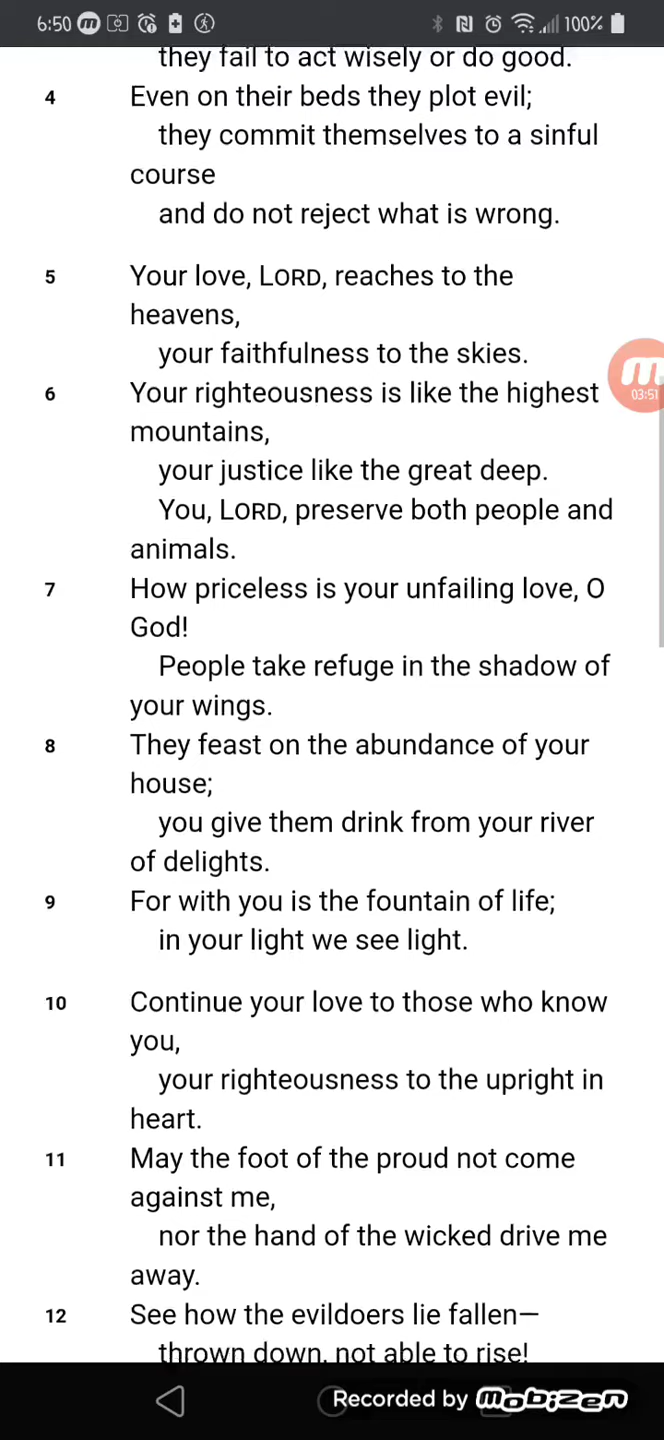 6:50 m 100%
they fail to act wisely or do good.
4 Even on their beds they plot evil;
they commit themselves to a sinful
course
and do not reject what is wrong.
5 Your love, LORD, reaches to the
heavens,
your faithfulness to the skies.
m
03:51
6 Your righteousness is like the highest
mountains,
your justice like the great deep.
You, LORD, preserve both people and
animals.
7 How priceless is your unfailing love, O
God!
People take refuge in the shadow of
your wings.
8 They feast on the abundance of your
house;
you give them drink from your river
of delights.
9 For with you is the fountain of life;
in your light we see light.
10 Continue your love to those who know
you,
your righteousness to the upright in
heart.
11 May the foot of the proud not come
against me,
nor the hand of the wicked drive me
away.
12 See how the evildoers lie fallen—
thrown down, not able to rise!
Recorded by mobizen